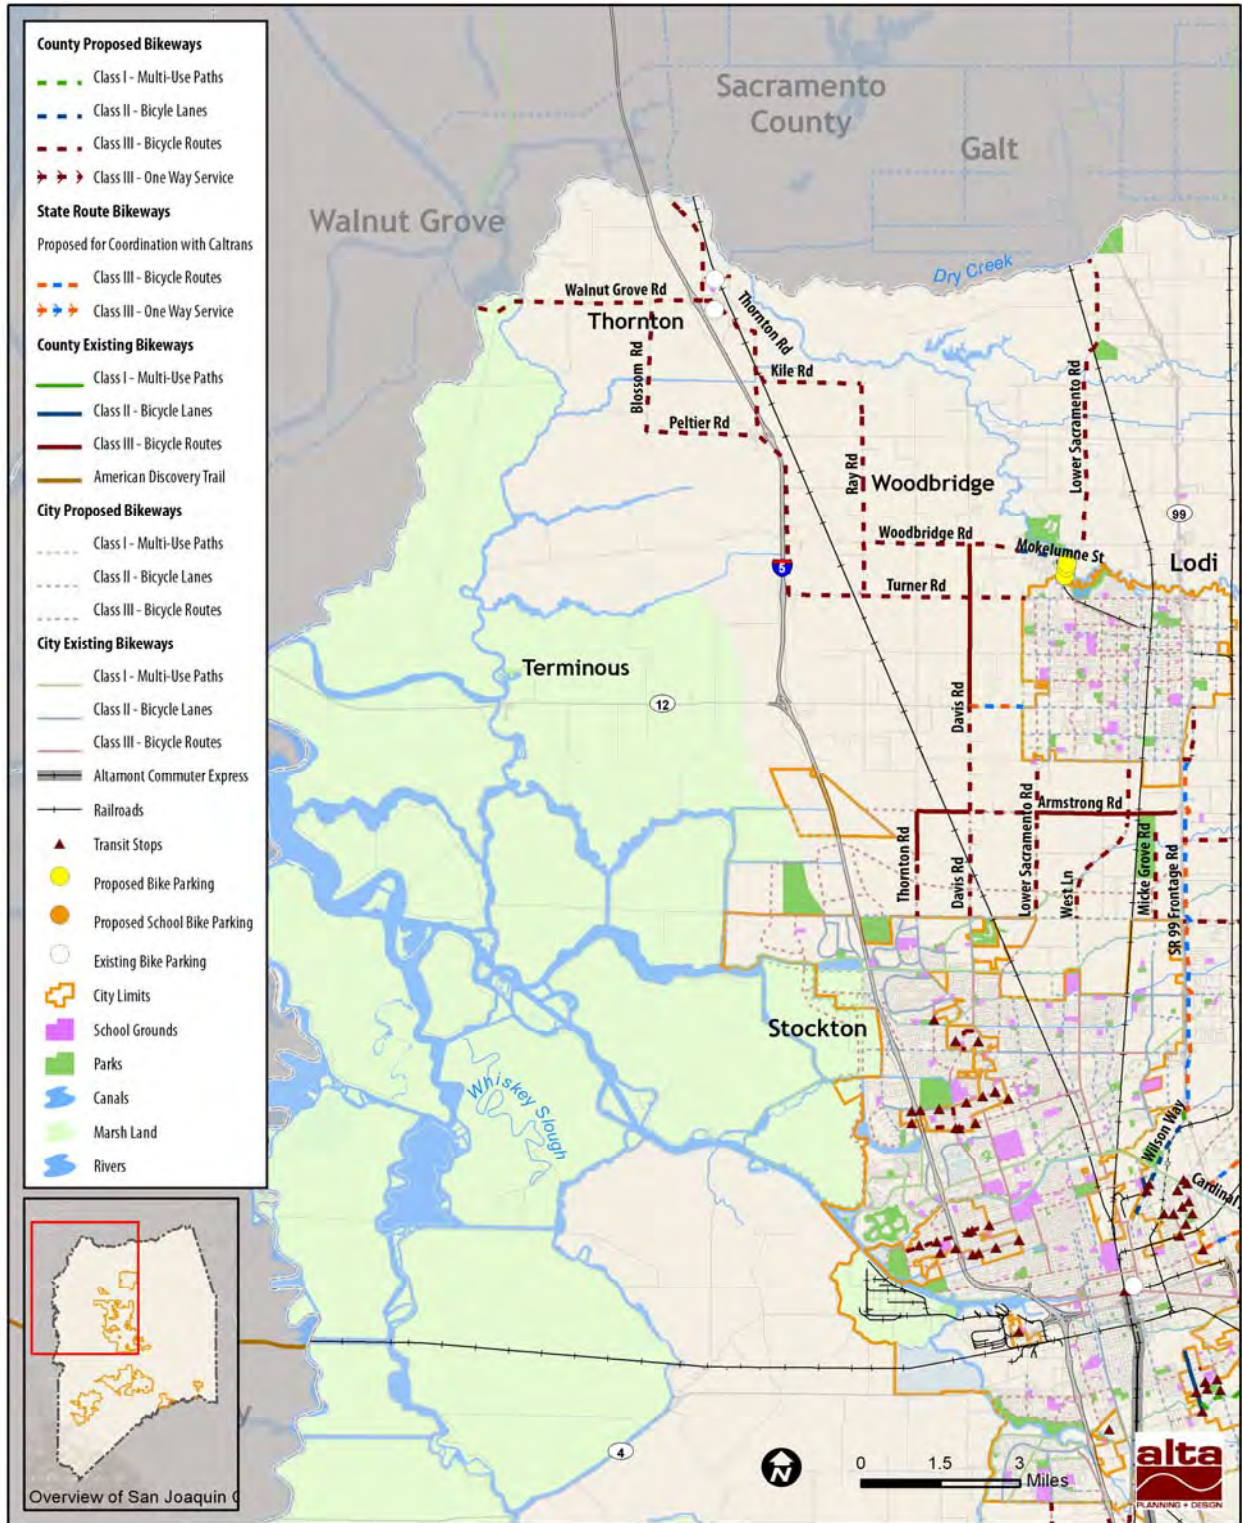 County Proposed Bikeways
Class I - Multi-Use Paths
Class II - Bicyle Lanes
Class III - Bicycle Routes
Class III - One Way Service
State Route Bikeways
Proposed for Coordination with Caltrans
Class III - Bicycle Routes
Class III - One Way Service
County Existing Bikeways
Class I - Multi-Use Paths
Class II - Bicycle Lanes
Class III - Bicycle Routes
American Discovery Trail
City Proposed Bikeways
Class I - Multi-Use Paths
Class II - Bicycle Lanes
Class III - Bicycle Routes
City Existing Bikeways
Class I - Multi-Use Paths
Class II - Bicycle Lanes
Class III - Bicycle Routes
Altamont Commuter Express
Railroads
Transit Stops
Proposed Bike Parking
Proposed School Bike Parking
Existing Bike Parking
City Limits
School Grounds
Parks
Canals
Marsh Land
Rivers
Overview of San Joaquin C
Sacramento
County
Galt
Walnut Grove
Dry Creek
Walnut Grove Rd
Thornton
Thornton Rd
Blossom Rd
Kile Rd
Peltier Rd
Ray Rd
Lower Sacramento Rd
Woodbridge
99
Woodbridge Rd
Mokelumne St
Lodi
5
Turner Rd
Terminous
12
Davis Rd
Armstrong Rd
Thornton Rd
Davis Rd
Lower Sacramento Rd
West Ln
Micke Grove Rd
SR 99 Frontage Rd
Stockton
Whiskey Slough
Wilson Way
Cardinal
4
N
0 1.5 3
Miles
alta
PLANNING + DESIGN